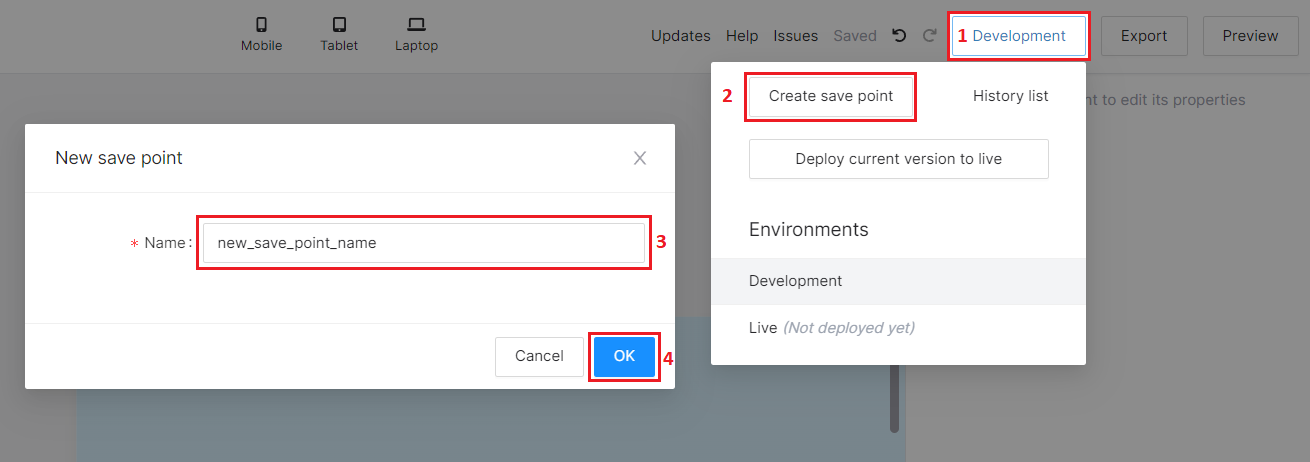 Mobile
Tablet
Laptop
Updates Help Issues Saved 1 Development Export Preview
2 Create save point History list
nt to edit its properties
Deploy current version to live
Environments
Development
Live (Not deployed yet)
New save point
* Name: new_save_point_name 3
Cancel OK 4